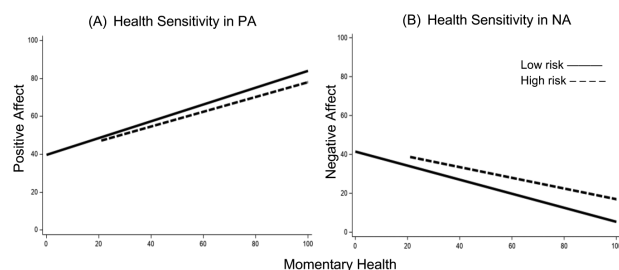 (A) Health Sensitivity in PA
(B) Health Sensitivity in NA
Positive Affect
100
80
60
40
20
0
0 20 40 60 80 100
Negative Affect
100
80
60
40
20
0
0 20 40 60 80 100
Low risk
High risk
Momentary Health